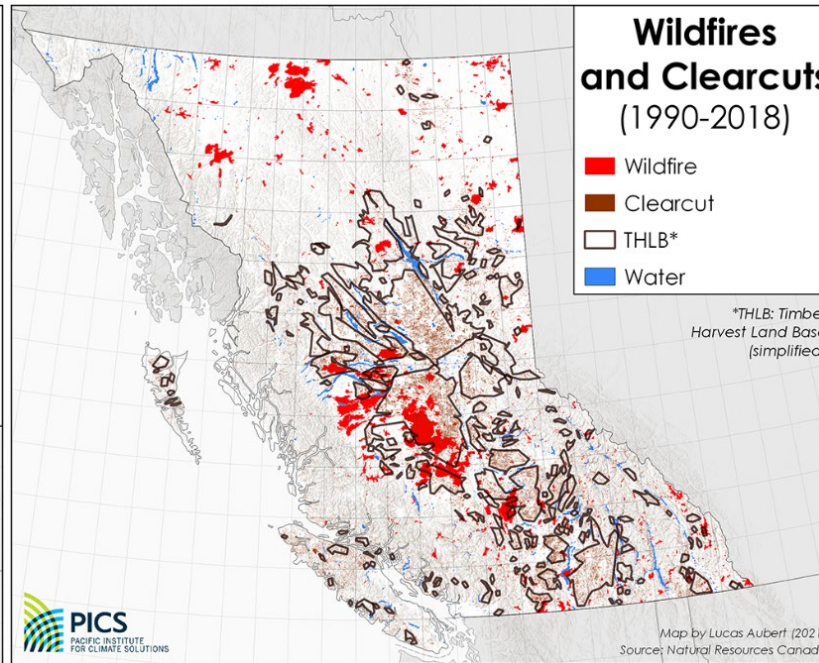 Wildfires
and Clearcuts
(1990-2018)
Wildfire
Clearcut
THLB*
Water
*THLB: Timbe
Harvest Land Base
(simplified
PICS
PACIFIC INSTITUTE
FOR CLIMATE SOLUTIONS
Map by Lucas Aubert (202
Source: Natural Resources Canad